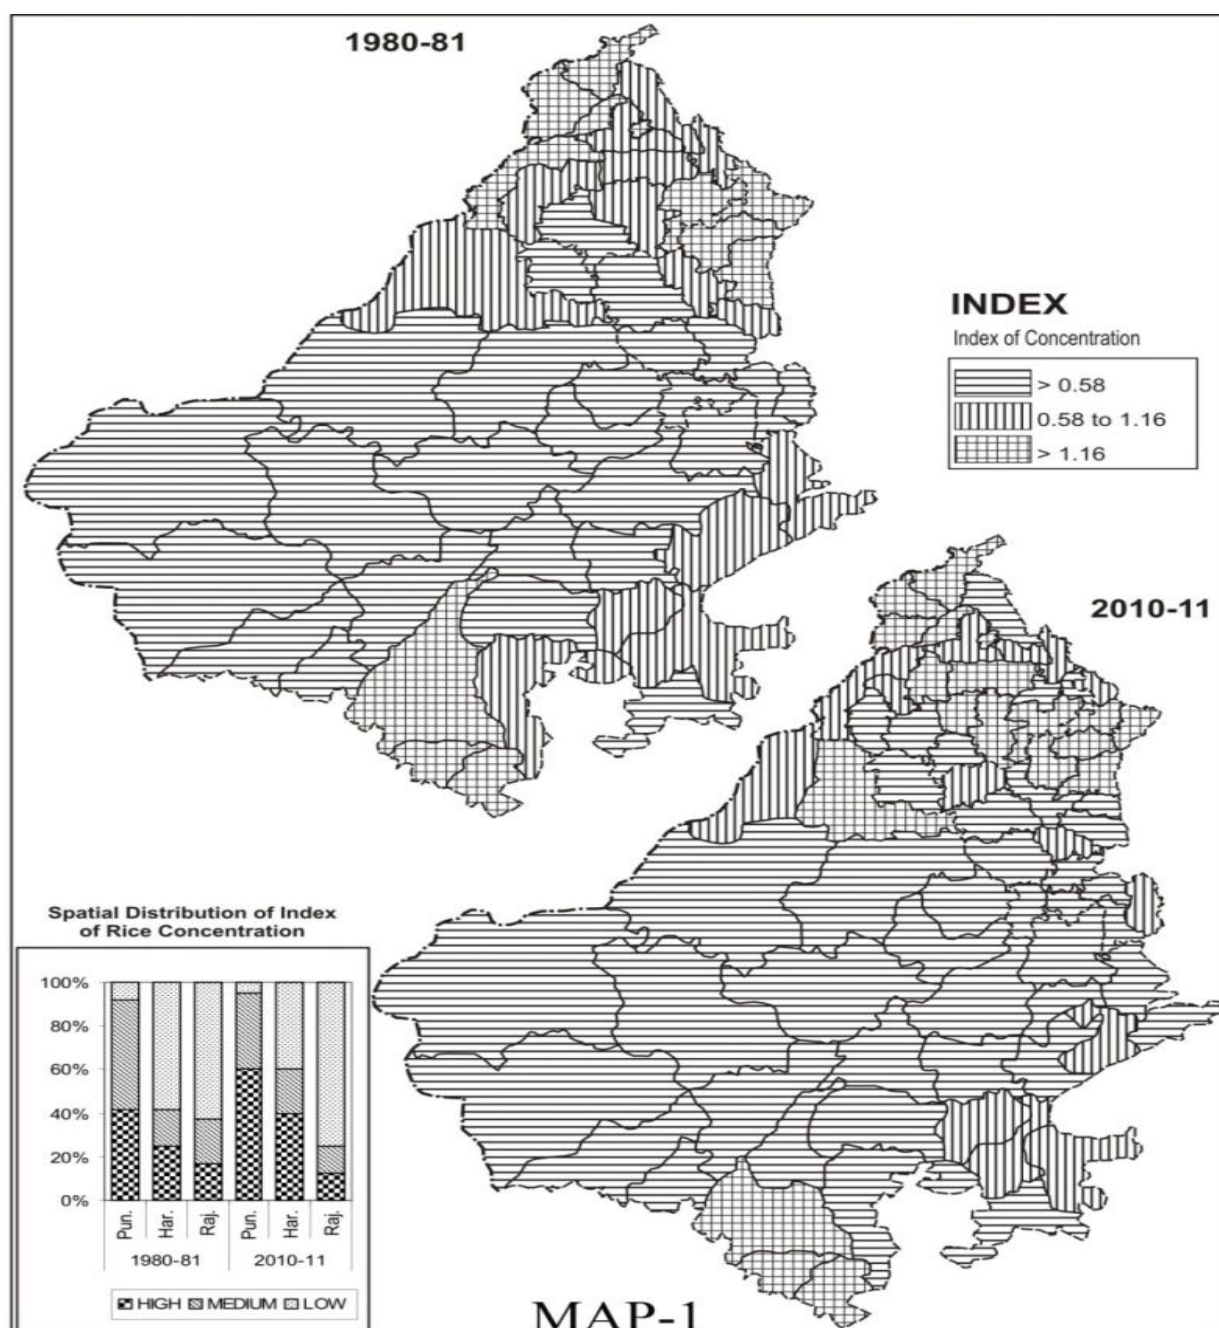 1980-81
INDEX
Index of Concentration
> 0.58
0.58 to 1.16
> 1.16
2010-11
Spatial Distribution of Index
of Rice Concentration
100%
80%
60%
40%
20%
0%
Pun. Har. Raj. Pun. Har. Raj.
1980-81 2010-11
HIGH MEDIUM LOW
MAP-1